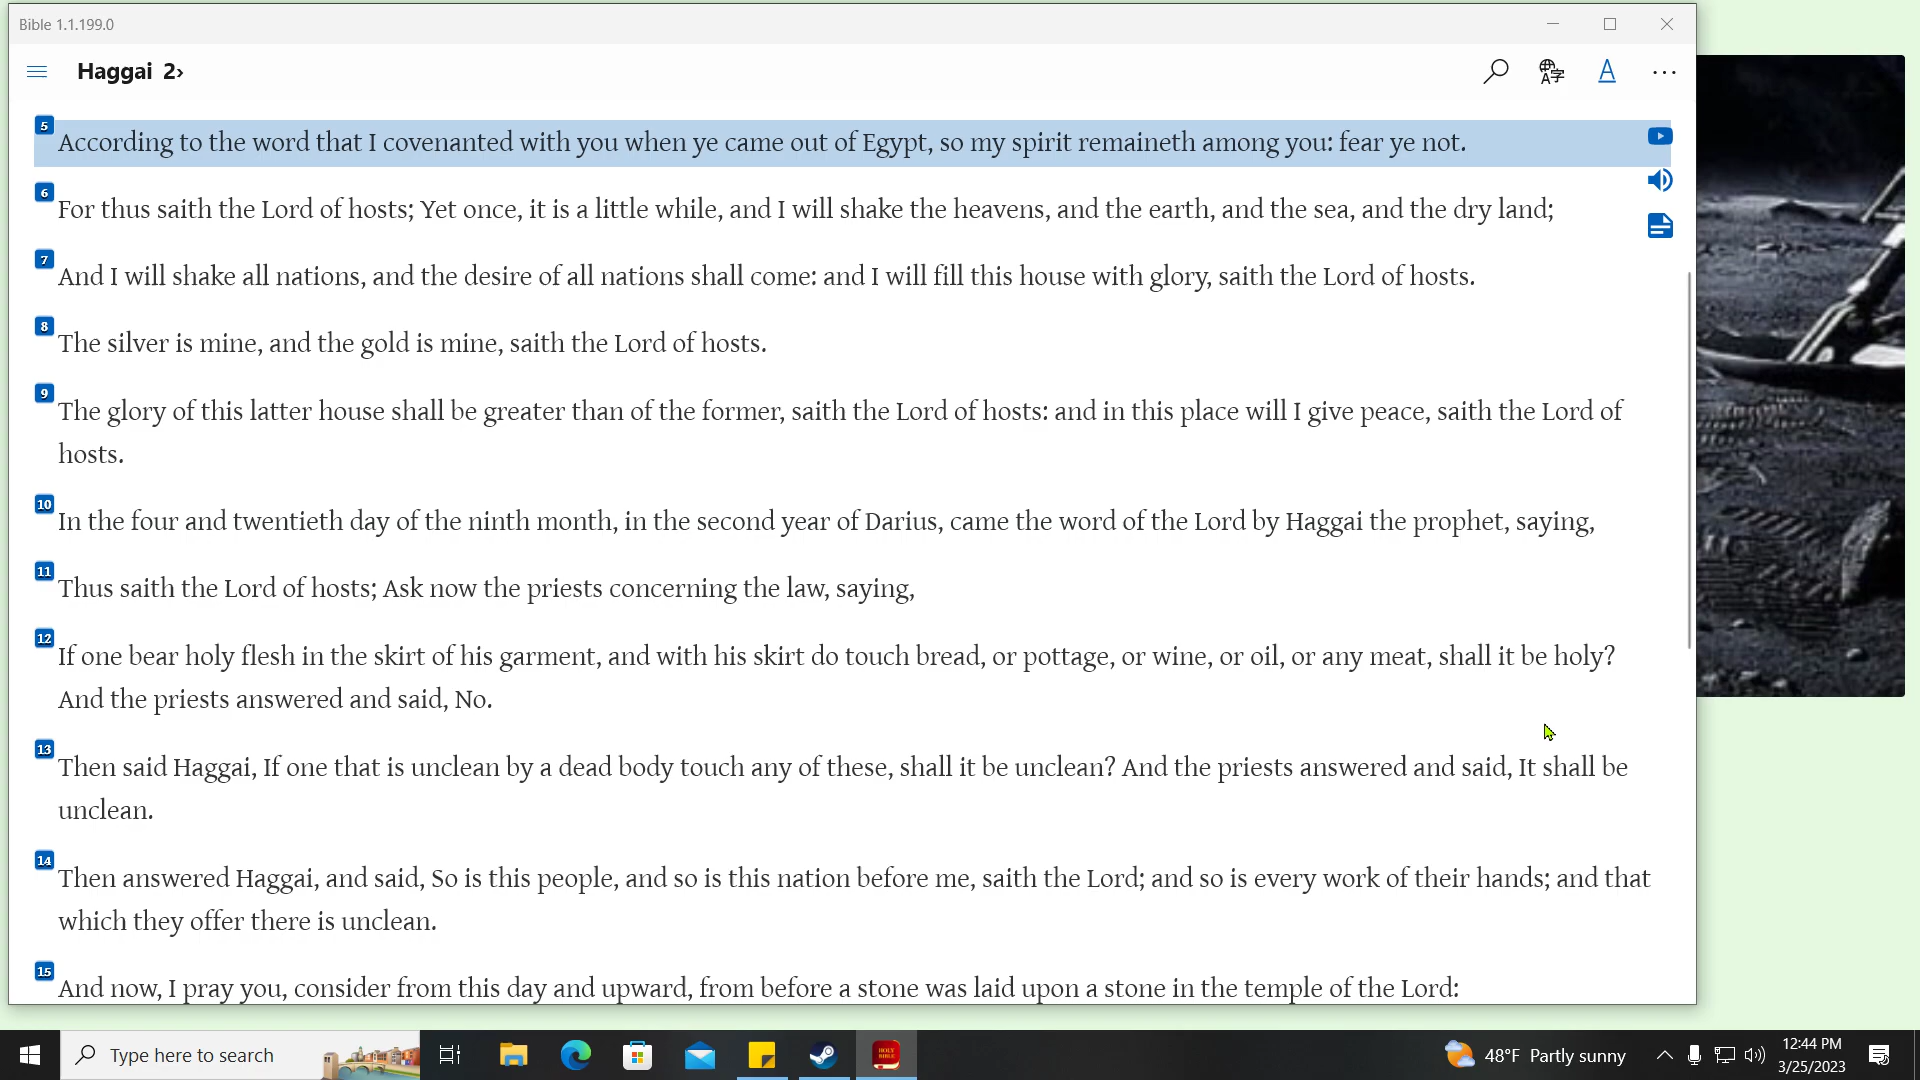 Bible 1.1.199.0
Haggai 2›
5 According to the word that I covenanted with you when ye came out of Egypt, so my spirit remaineth among you: fear ye not.
6 For thus saith the Lord of hosts; Yet once, it is a little while, and I will shake the heavens, and the earth, and the sea, and the dry land;
7 And I will shake all nations, and the desire of all nations shall come: and I will fill this house with glory, saith the Lord of hosts.
8 The silver is mine, and the gold is mine, saith the Lord of hosts.
9 The glory of this latter house shall be greater than of the former, saith the Lord of hosts: and in this place will I give peace, saith the Lord of
hosts.
10 In the four and twentieth day of the ninth month, in the second year of Darius, came the word of the Lord by Haggai the prophet, saying,
11 Thus saith the Lord of hosts; Ask now the priests concerning the law, saying,
12 If one bear holy flesh in the skirt of his garment, and with his skirt do touch bread, or pottage, or wine, or oil, or any meat, shall it be holy?
And the priests answered and said, No.
13 Then said Haggai, If one that is unclean by a dead body touch any of these, shall it be unclean? And the priests answered and said, It shall be
unclean.
14 Then answered Haggai, and said, So is this people, and so is this nation before me, saith the Lord; and so is every work of their hands; and that
which they offer there is unclean.
15 And now, I pray you, consider from this day and upward, from before a stone was laid upon a stone in the temple of the Lord:
Type here to search
HOLY
BIBLE
48°F Partly sunny
12:44 PM
3/25/2023